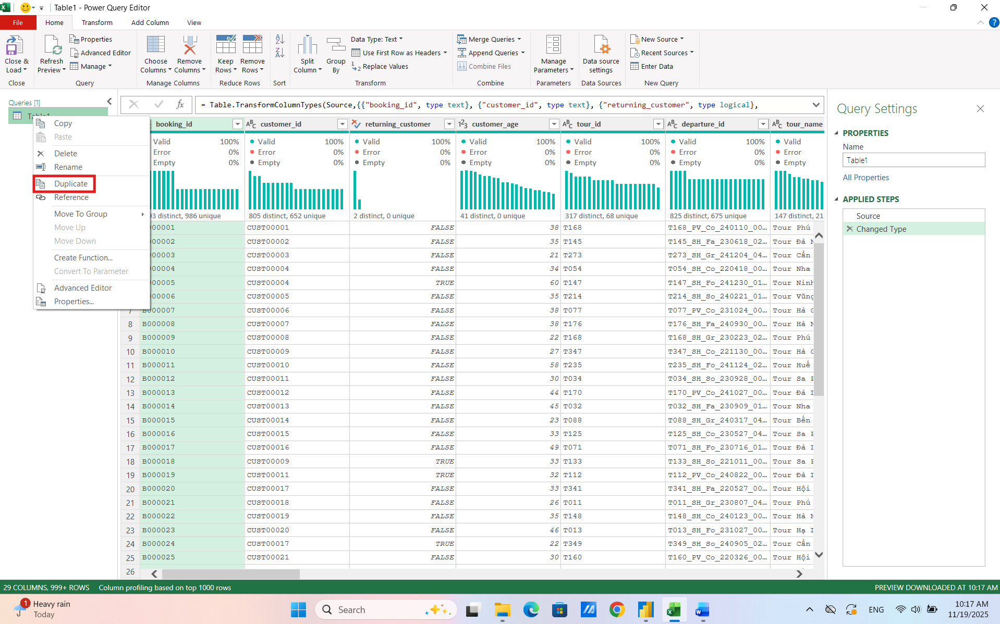 Table1 - Power Query Editor
File Home Transform Add Column View
Close & Load
Close
Refresh Preview
Properties
Advanced Editor
Manage
Query
Choose Columns
Remove Columns
Manage Columns
Keep Rows
Remove Rows
Reduce Rows
Sort
Split Column
Group By
Data Type: Text
Use First Row as Headers
Replace Values
Transform
Merge Queries
Append Queries
Combine Files
Combine
Manage Parameters
Parameters
Data source settings
Data Sources
New Source
Recent Sources
Enter Data
New Query
Queries [1]
Copy
Paste
Delete
Rename
Duplicate
Reference
Move To Group
Move Up
Move Down
Create Function...
Convert To Parameter
Advanced Editor
Properties...
fx = Table.TransformColumnTypes(Source,{{"booking_id", type text}, {"customer_id", type text}, {"returning_customer", type logical},
booking_id ABC customer_id returning_customer 123 customer_age ABC tour_id ABC departure_id ABC tour_name
Valid 100% Valid 100% Valid 100% Valid 100% Valid 100% Valid 100% Valid
Error 0% Error 0% Error 0% Error 0% Error 0% Error 0% Error
Empty 0% Empty 0% Empty 0% Empty 0% Empty 0% Empty 0% Empty
93 distinct, 986 unique 805 distinct, 652 unique 2 distinct, 0 unique 41 distinct, 0 unique 317 distinct, 68 unique 825 distinct, 675 unique 147 distinct, 21
000001 CUST00001 FALSE 38 T168 T168_PV_Co_240110_00... Tour Phú
000002 CUST00002 FALSE 35 T145 T145_SH_Fa_230618_02... Tour Đà
000003 CUST00003 FALSE 21 T273 T273_SH_Gr_241204_04... Tour Cần
000004 CUST00004 FALSE 34 T054 T054_SH_Co_220418_00... Tour Nha
000005 CUST00004 TRUE 60 T147 T147_SH_Fo_241230_01... Tour Ninh
000006 CUST00005 FALSE 35 T214 T214_SH_So_240221_01... Tour Vũng
7 B000007 CUST00006 FALSE 38 T077 T077_PV_Co_231024_00... Tour Hà
8 B000008 CUST00007 FALSE 38 T176 T176_SH_Fa_240930_00... Tour Hà
9 B000009 CUST00008 FALSE 22 T168 T168_SH_Gr_230223_02... Tour Phú
10 B000010 CUST00009 FALSE 27 T347 T347_SH_Co_221130_00... Tour Hà
11 B000011 CUST00010 FALSE 58 T235 T235_SH_Fo_241124_02... Tour Huế
12 B000012 CUST00011 FALSE 30 T034 T034_SH_So_230928_00... Tour Sa
13 B000013 CUST00012 FALSE 44 T170 T170_PV_Co_241027_00... Tour Đà
14 B000014 CUST00013 FALSE 45 T032 T032_SH_Fa_230909_01... Tour Nha
15 B000015 CUST00014 FALSE 23 T088 T088_SH_Gr_240317_04... Tour Bến
16 B000016 CUST00015 FALSE 33 T125 T125_SH_Co_230527_04... Tour Sa
17 B000017 CUST00016 FALSE 49 T071 T071_SH_Fo_230716_01... Tour Đà
18 B000018 CUST00009 TRUE 33 T133 T133_SH_So_221011_00... Tour Sa
19 B000019 CUST00011 TRUE 32 T112 T112_PV_Co_240822_00... Tour Đà
20 B000020 CUST00017 FALSE 33 T341 T341_SH_Fa_220527_00... Tour Hội
21 B000021 CUST00018 FALSE 26 T011 T011_SH_Gr_230807_04... Tour Phú
22 B000022 CUST00019 FALSE 35 T148 T148_SH_Co_240123_00... Tour Hà
23 B000023 CUST00020 FALSE 46 T013 T013_SH_Fo_231027_00... Tour Hạ
24 B000024 CUST00017 TRUE 22 T349 T349_SH_So_240905_02... Tour Cần
25 B000025 CUST00021 FALSE 30 T160 T160_PV_Co_220326_00... Tour Hội
26
Query Settings
PROPERTIES
Name
Table1
All Properties
APPLIED STEPS
Source
Changed Type
29 COLUMNS, 999+ ROWS Column profiling based on top 1000 rows PREVIEW DOWNLOADED AT 10:17 AM
1
Heavy rain
Today
Search
ENG
10:17 AM
11/19/2025